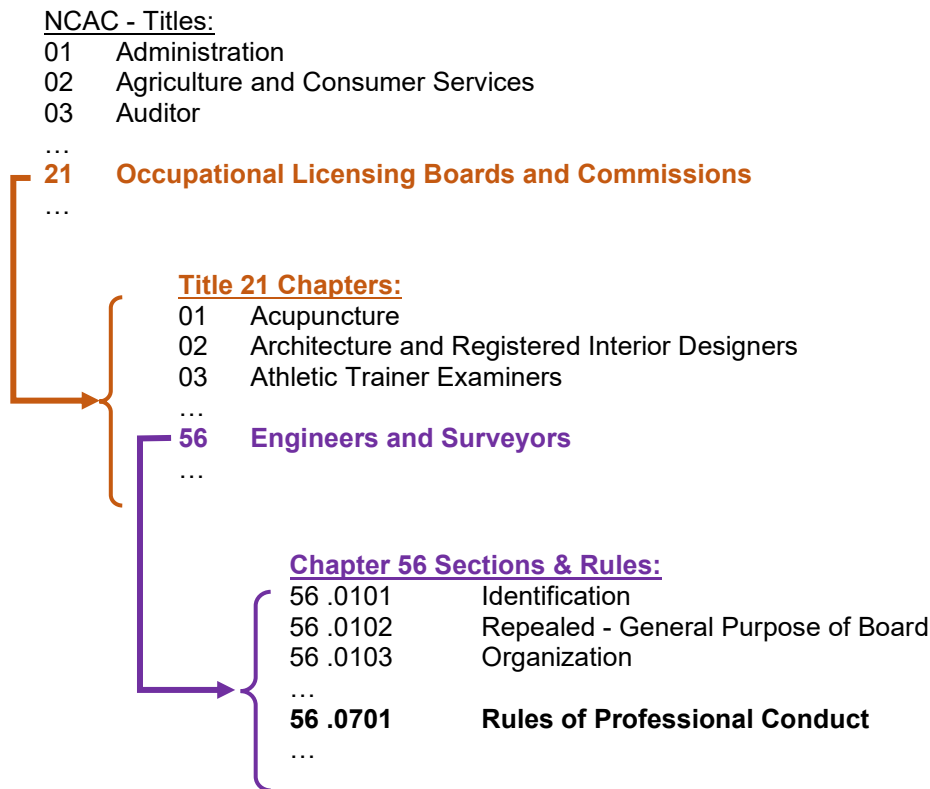 NCAC - Titles:
01 Administration
02 Agriculture and Consumer Services
03 Auditor
…
21 Occupational Licensing Boards and Commissions
…
Title 21 Chapters:
01 Acupuncture
02 Architecture and Registered Interior Designers
03 Athletic Trainer Examiners
…
56 Engineers and Surveyors
…
Chapter 56 Sections & Rules:
56 .0101 Identification
56 .0102 Repealed - General Purpose of Board
56 .0103 Organization
…
56 .0701 Rules of Professional Conduct
…